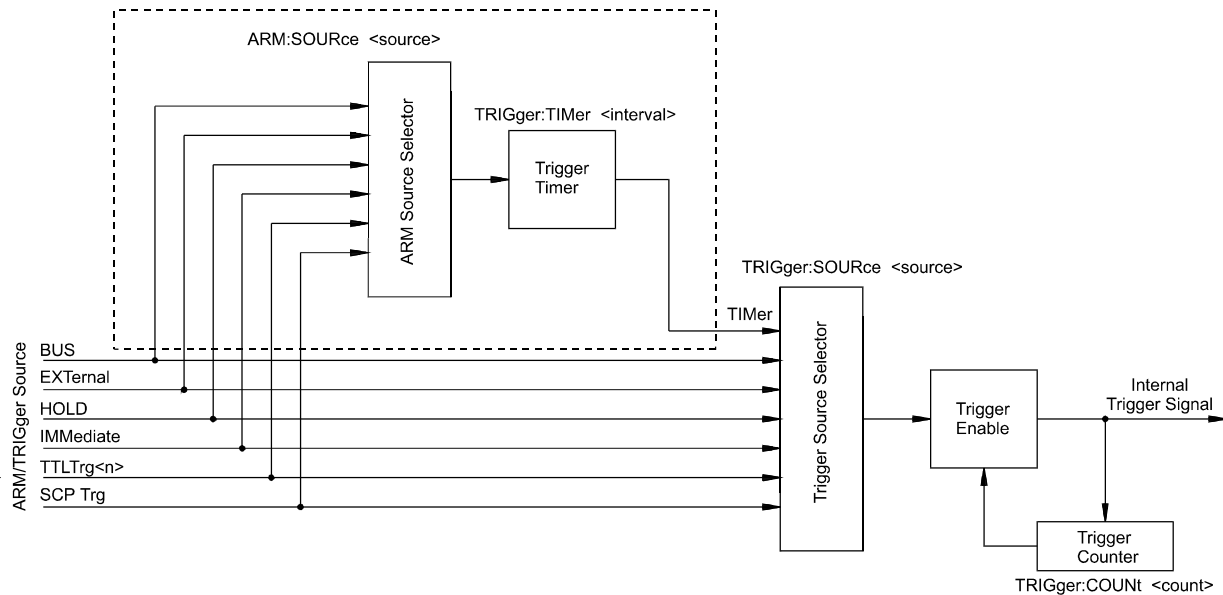 ARM:SOURce <source>
ARM Source Selector
TRIGger:TIMer <interval>
Trigger
Timer
TRIGger:SOURce <source>
TIMer
Trigger Source Selector
ARM/TRIGger Source
BUS
EXTernal
HOLD
IMMediate
TTLTrg<n>
SCP Trg
Trigger
Enable
Internal
Trigger Signal
Trigger
Counter
TRIGger:COUNt <count>